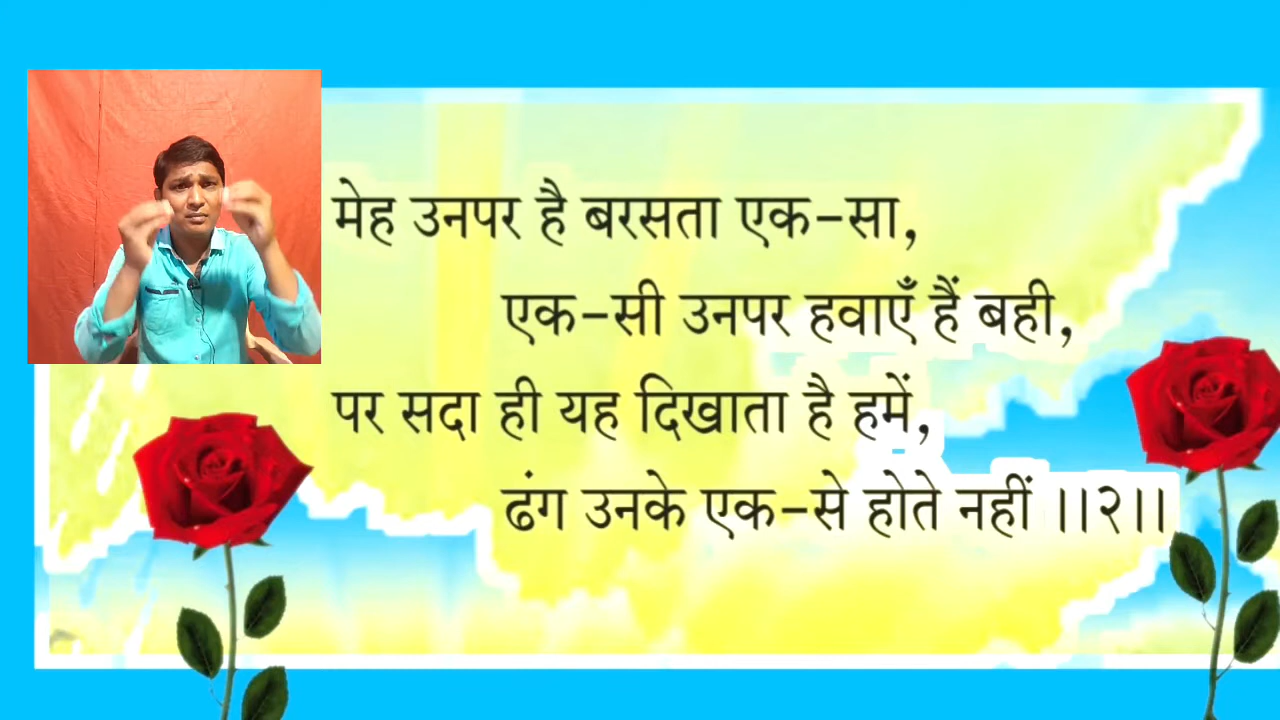 मेह उनपर है बरसता एक-सा,
एक-सी उनपर हवाएँ हैं बही,
पर सदा ही यह दिखाता है हमें,
ढंग उनके एक-से होते नहीं ।।२।।